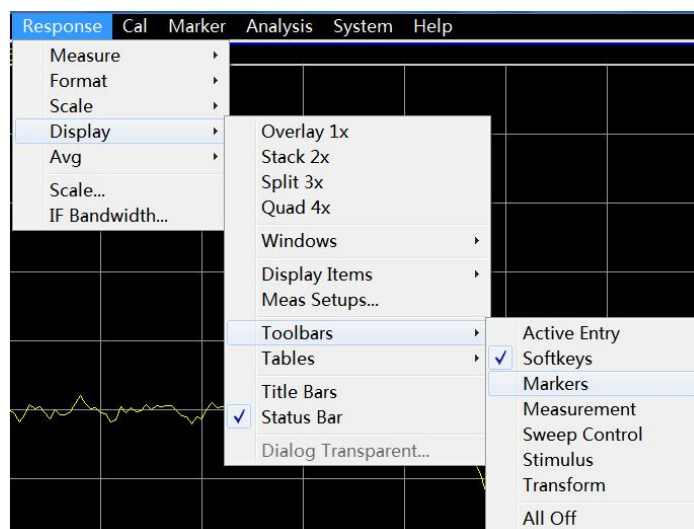 Response Cal Marker Analysis System Help
Measure
Format
Scale
Display
Avg
Scale...
IF Bandwidth...
Overlay 1x
Stack 2x
Split 3x
Quad 4x
Windows
Display Items
Meas Setups...
Toolbars
Tables
Title Bars
Status Bar
Dialog Transparent...
Active Entry
Softkeys
Markers
Measurement
Sweep Control
Stimulus
Transform
All Off